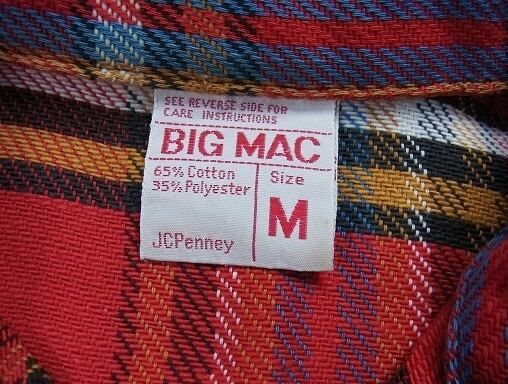 SEE REVERSE SIDE FOR
CARE INSTRUCTIONS
BIG MAC
65% Cotton
35% Polyester
Size
M
JCPenney